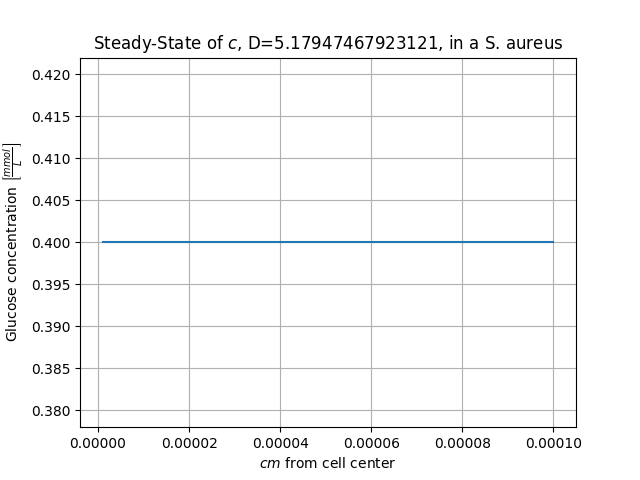 Steady-State of c, D=5.17947467923121, in a S. aureus
Glucose concentration [mmol/L]
0.420
0.415
0.410
0.405
0.400
0.395
0.390
0.385
0.380
0.00000 0.00002 0.00004 0.00006 0.00008 0.00010
cm from cell center